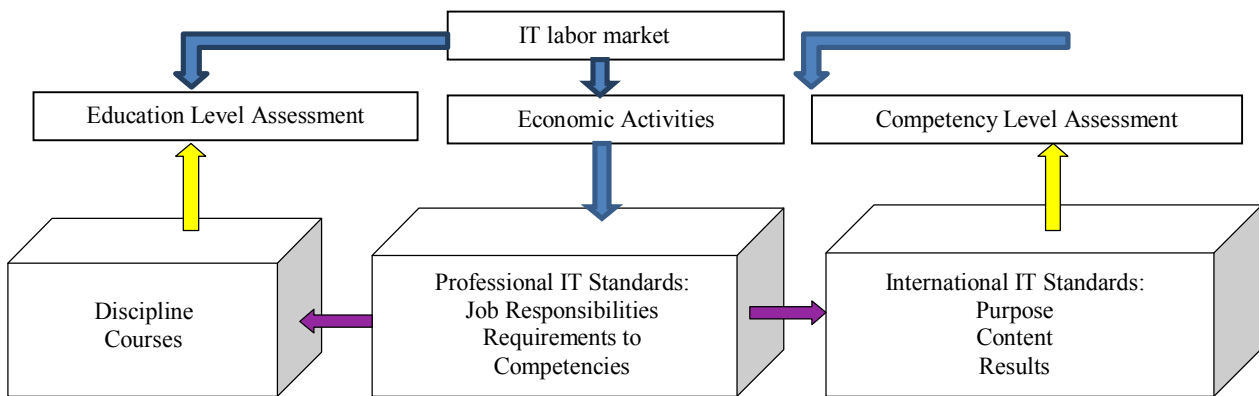 IT labor market
Education Level Assessment
Economic Activities
Competency Level Assessment
Discipline
Courses
Professional IT Standards:
Job Responsibilities
Requirements to
Competencies
International IT Standards:
Purpose
Content
Results